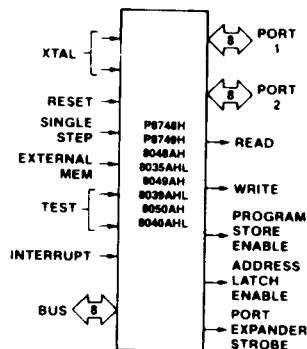 XTAL
RESET
SINGLE
STEP
EXTERNAL
MEM
TEST
INTERRUPT
BUS
8
P8748H
P8749H
8048AH
8035AHL
8049AH
8039AHL
8050AH
8040AHL
8
PORT
1
8
PORT
2
READ
WRITE
PROGRAM
STORE
ENABLE
ADDRESS
LATCH
ENABLE
PORT
EXPANDER
STROBE